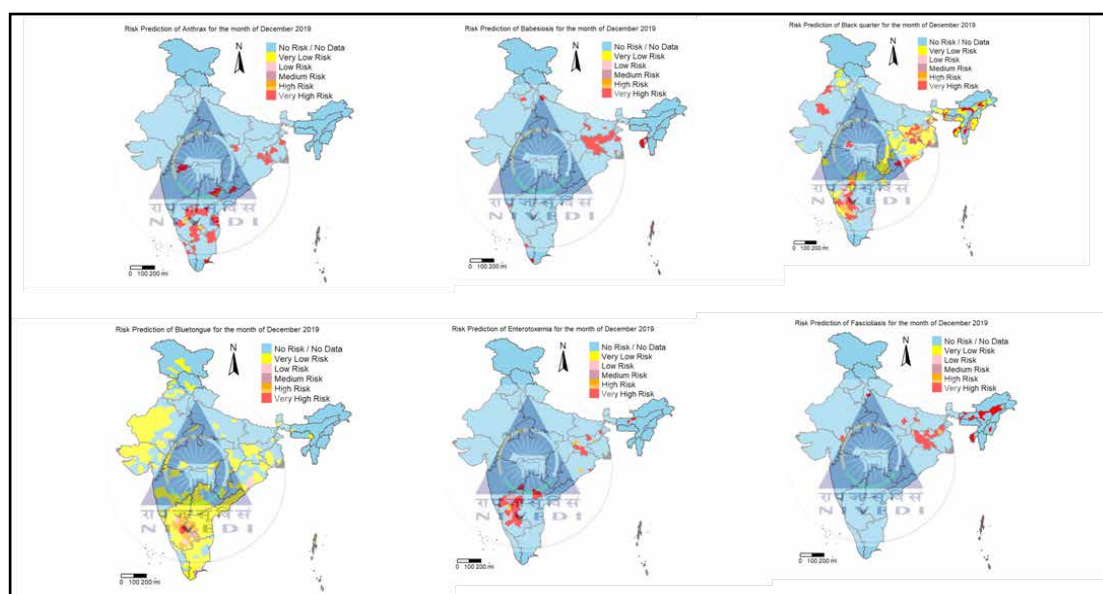 Risk Prediction of Anthrax for the month of December 2019
N
No Risk / No Data
Very Low Risk
Low Risk
Medium Risk
High Risk
Very High Risk
N I V E D I
0 100 200 mi
Risk Prediction of Babesiosis for the month of December 2019
N
No Risk / No Data
Very Low Risk
Low Risk
Medium Risk
High Risk
Very High Risk
N I V E D I
0 100 200 mi
Risk Prediction of Black quarter for the month of December 2019
N
No Risk / No Data
Very Low Risk
Low Risk
Medium Risk
High Risk
Very High Risk
N I V E D I
0 100 200 mi
Risk Prediction of Bluetongue for the month of December 2019
N
No Risk / No Data
Very Low Risk
Low Risk
Medium Risk
High Risk
Very High Risk
N I V E D I
0 100 200 mi
Risk Prediction of Enterotoxemia for the month of December 2019
N
No Risk / No Data
Very Low Risk
Low Risk
Medium Risk
High Risk
Very High Risk
N I V E D I
0 100 200 mi
Risk Prediction of Fascioliasis for the month of December 2019
N
No Risk / No Data
Very Low Risk
Low Risk
Medium Risk
High Risk
Very High Risk
N I V E D I
0 100 200 mi